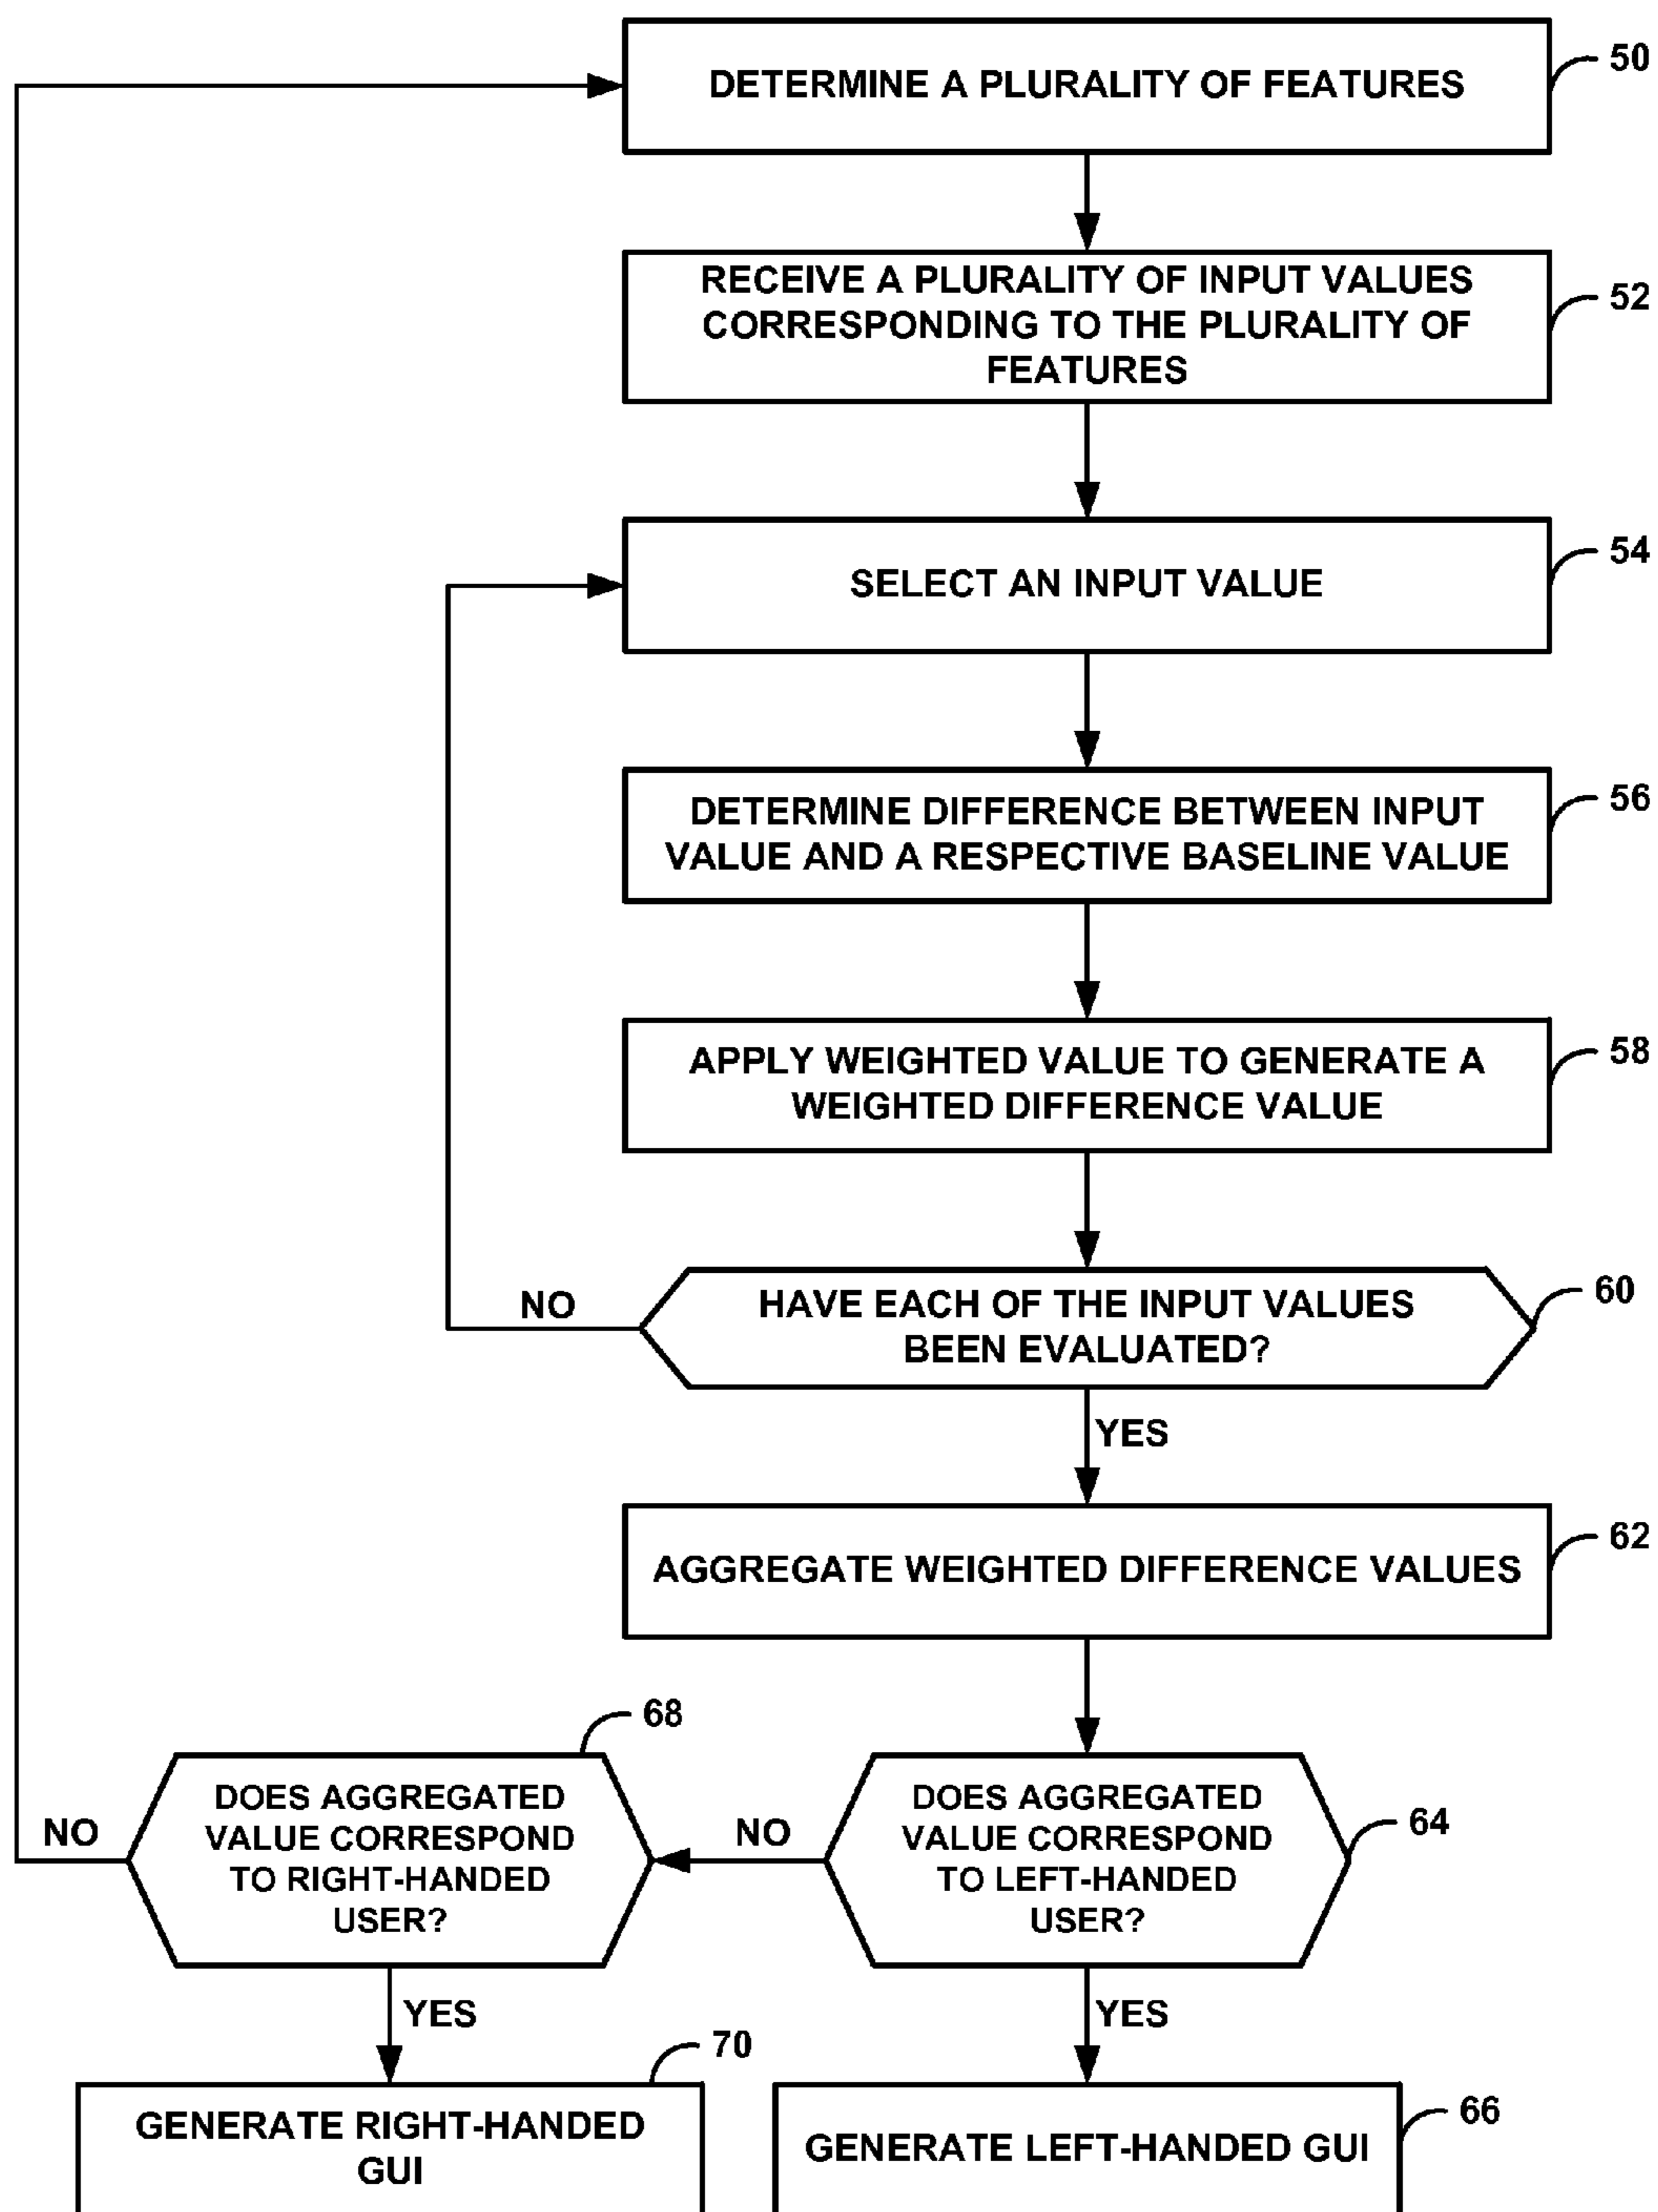 DETERMINE A PLURALITY OF FEATURES
50
RECEIVE A PLURALITY OF INPUT VALUES
CORRESPONDING TO THE PLURALITY OF
FEATURES
52
SELECT AN INPUT VALUE
54
DETERMINE DIFFERENCE BETWEEN INPUT
VALUE AND A RESPECTIVE BASELINE VALUE
56
APPLY WEIGHTED VALUE TO GENERATE A
WEIGHTED DIFFERENCE VALUE
58
HAVE EACH OF THE INPUT VALUES
BEEN EVALUATED?
60
NO
YES
AGGREGATE WEIGHTED DIFFERENCE VALUES
62
DOES AGGREGATED
VALUE CORRESPOND
TO LEFT-HANDED
USER?
64
NO
YES
DOES AGGREGATED
VALUE CORRESPOND
TO RIGHT-HANDED
USER?
68
NO
YES
GENERATE RIGHT-HANDED
GUI
70
GENERATE LEFT-HANDED GUI
66